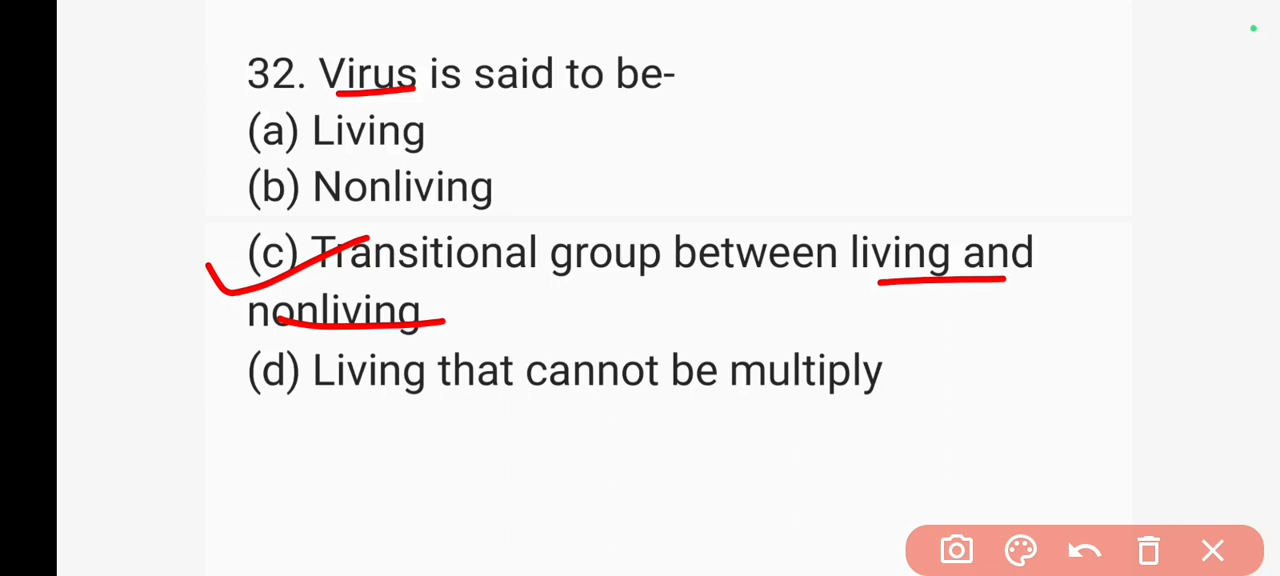 32. Virus is said to be-
(a) Living
(b) Nonliving
(c) Transitional group between living and
nonliving
(d) Living that cannot be multiply